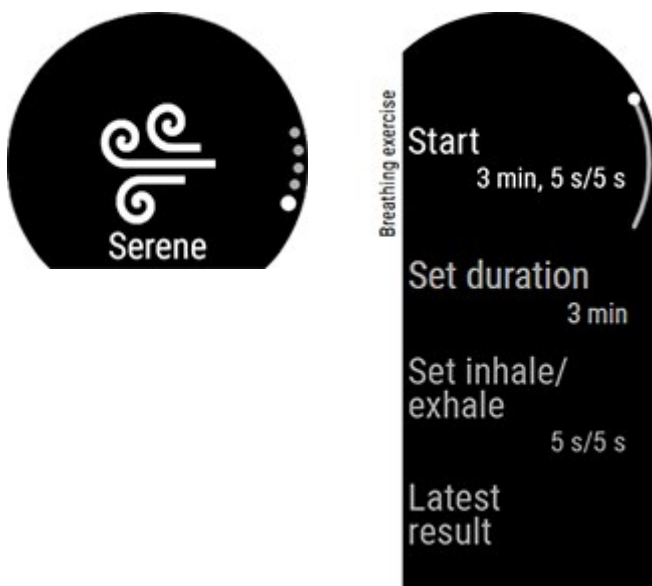 Serene
Breathing exercise
Start
3 min, 5 s/5 s
Set duration
3 min
Set inhale/
exhale
5 s/5 s
Latest
result